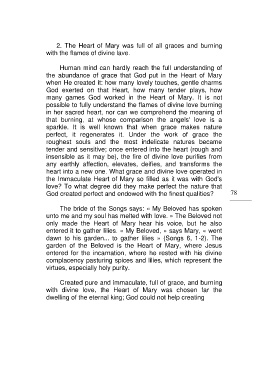 2. The Heart of Mary was full of all graces and burning
with the flames of divine love.
Human mind can hardly reach the full understanding of
the abundance of grace that God put in the Heart of Mary
when He created it: how many lovely touches, gentle charms
God exerted on that Heart, how many tender plays, how
many games God worked in the Heart of Mary. It is not
possible to fully understand the flames of divine love burning
in her sacred heart, nor can we comprehend the meaning of
that burning, at whose comparison the angels' love is a
sparkle. It is well known that when grace makes nature
perfect, it regenerates it. Under the work of grace the
roughest souls and the most indelicate natures became
tender and sensitive; once entered into the heart (rough and
insensible as it may be), the fire of divine love purifies from
any earthly affection, elevates, deifies, and transforms the
heart into a new one. What grace and divine love operated in
the Immaculate Heart of Mary so filled as it was with God's
love? To what degree did they make perfect the nature that
God created perfect and endowed with the finest qualities?
78
The bride of the Songs says: « My Beloved has spoken
unto me and my soul has melted with love. » The Beloved not
only made the Heart of Mary hear his voice, but he also
entered it to gather lilies. « My Beloved, » says Mary, « went
dawn to his garden... to gather lilies » (Songs 6, 1-2). The
garden of the Beloved is the Heart of Mary, where Jesus
entered for the incarnation, where he rested with his divine
complacency pasturing spices and lilies, which represent the
virtues, especially holy purity.
Created pure and Immaculate, full of grace, and burning
with divine love, the Heart of Mary was chosen for the
dwelling of the eternal king; God could not help creating